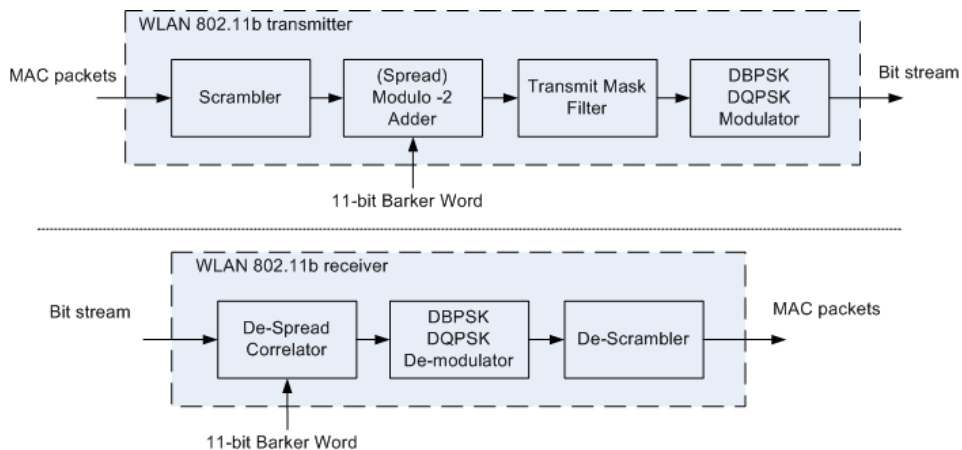 WLAN 802.11b transmitter
MAC packets
Scrambler
(Spread)
Modulo -2
Adder
Transmit Mask
Filter
DBPSK
DQPSK
Modulator
Bit stream
11-bit Barker Word
WLAN 802.11b receiver
Bit stream
De-Spread
Correlator
DBPSK
DQPSK
De-modulator
De-Scrambler
MAC packets
11-bit Barker Word